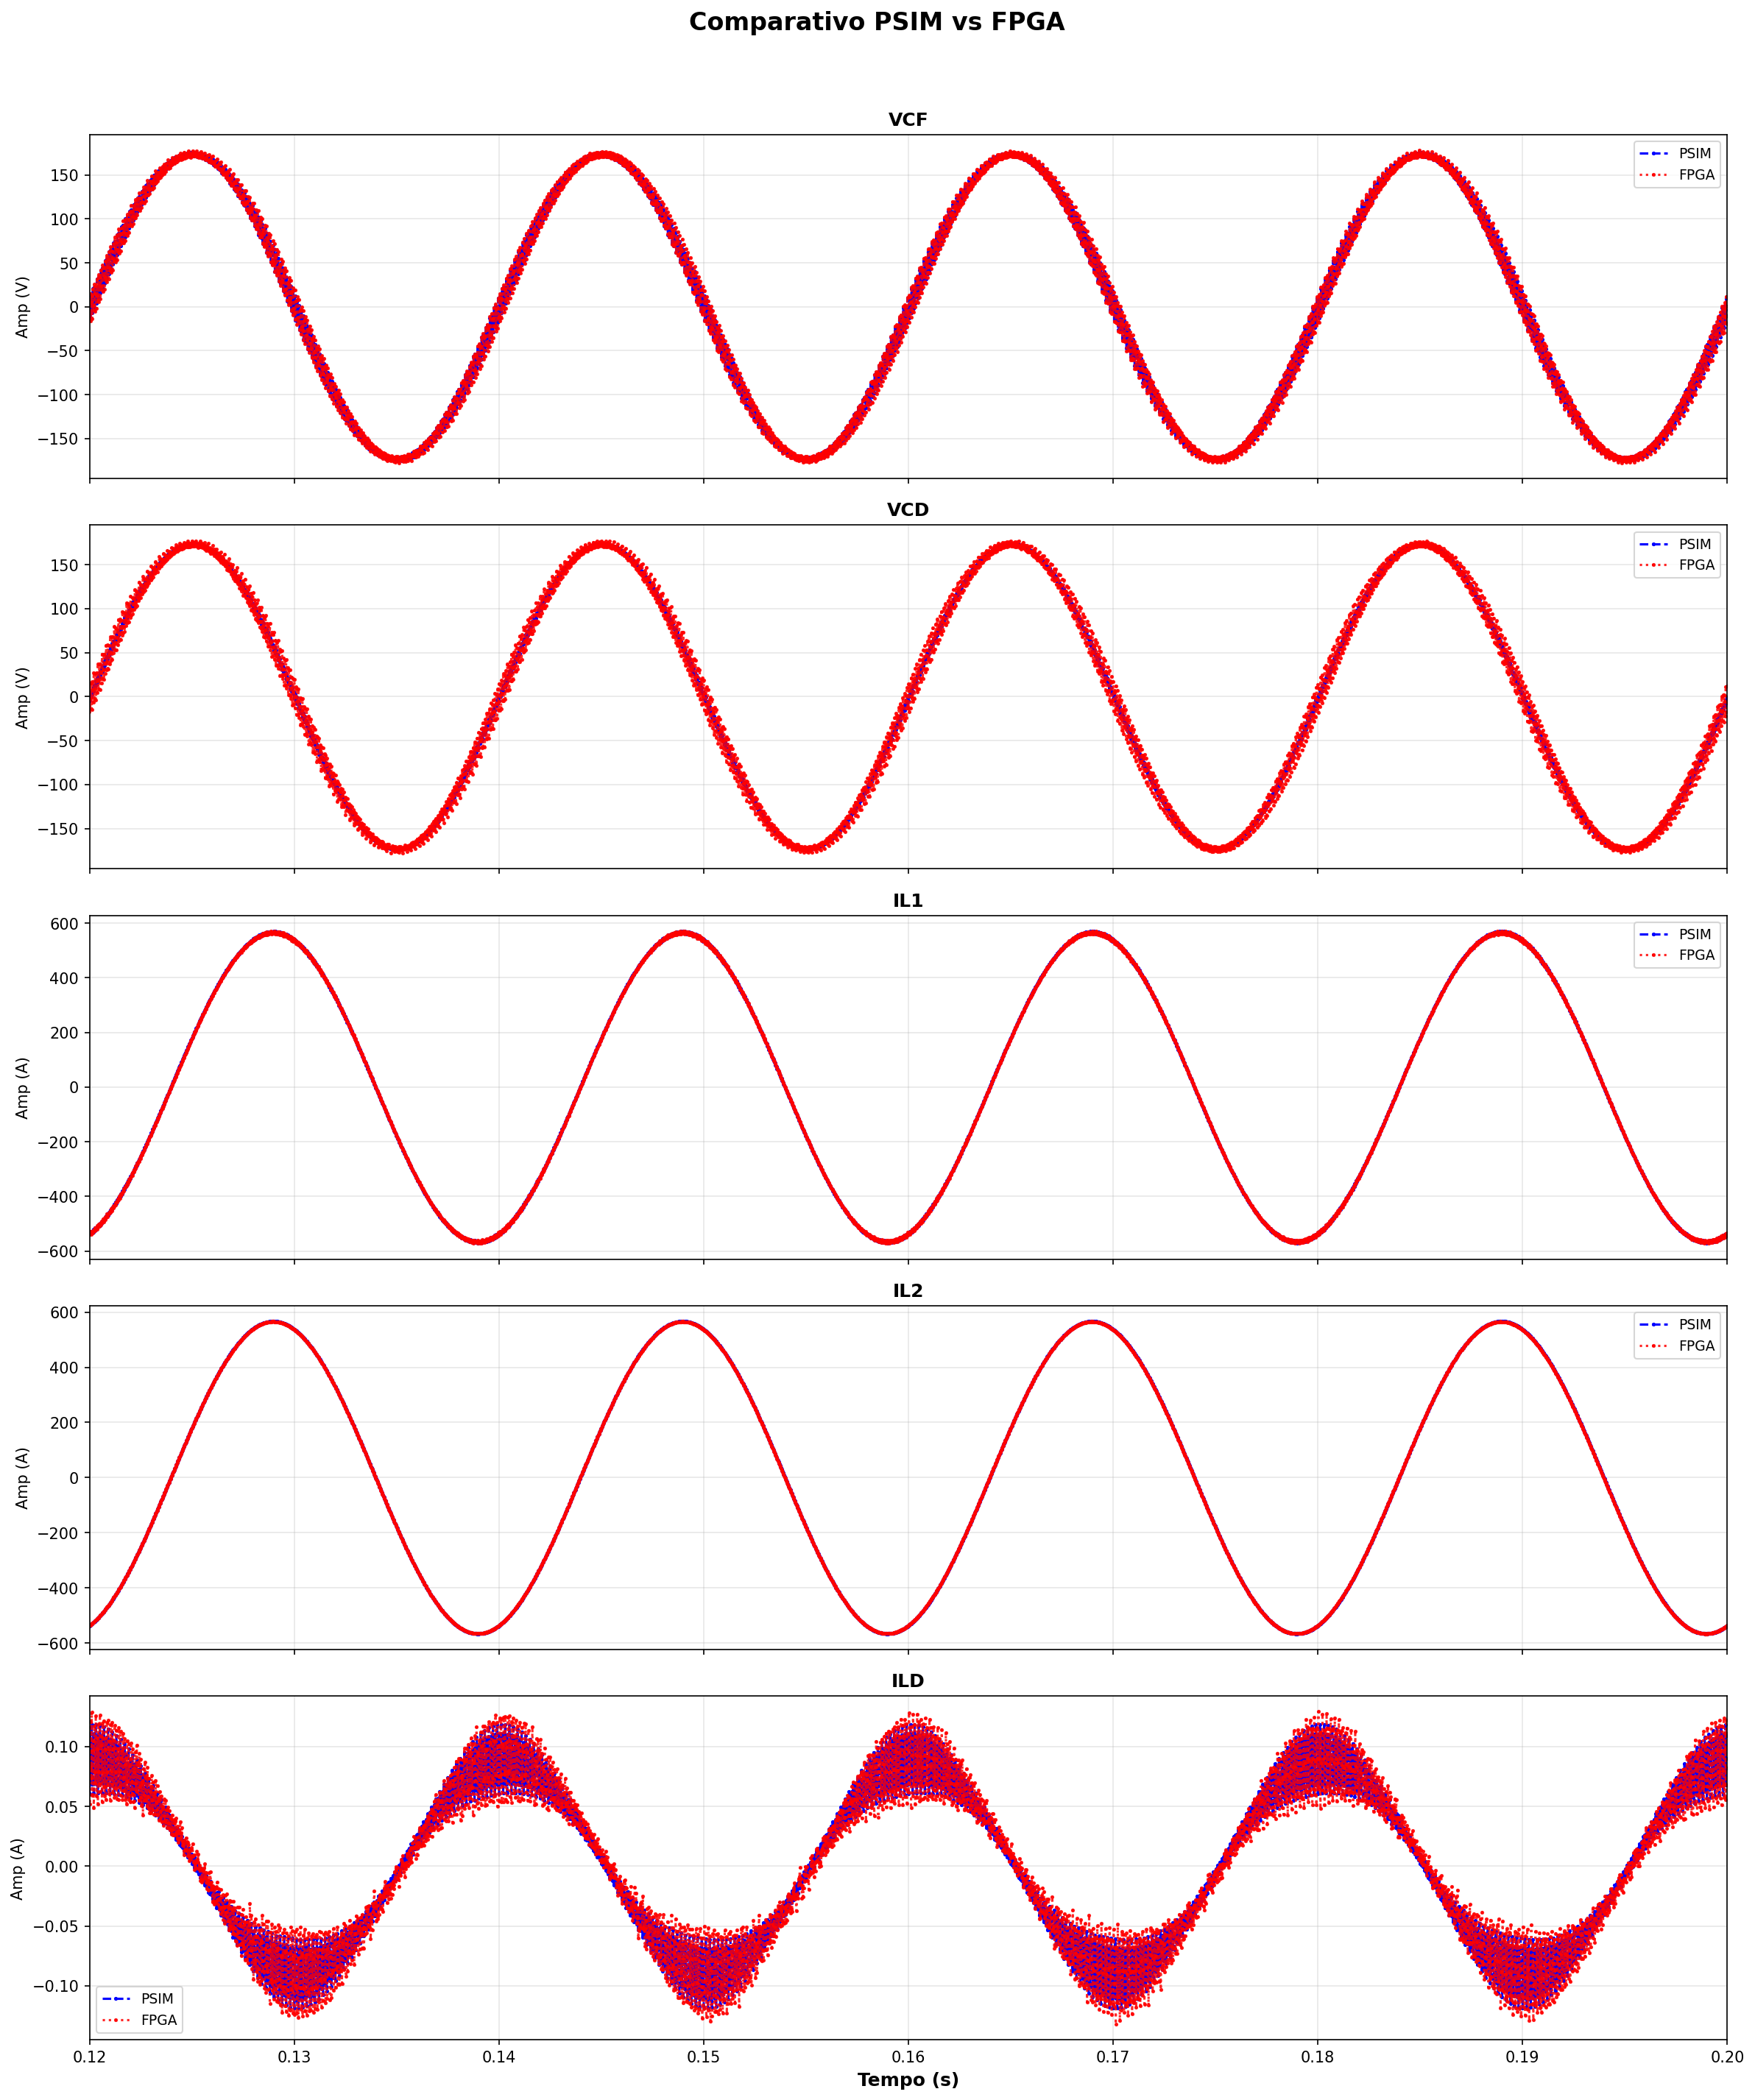 Comparativo PSIM vs FPGA
VCF
150
100
50
0
−50
−100
−150
Amp (V)
PSIM
FPGA
VCD
150
100
50
0
−50
−100
−150
Amp (V)
PSIM
FPGA
IL1
600
400
200
0
−200
−400
−600
Amp (A)
PSIM
FPGA
IL2
600
400
200
0
−200
−400
−600
Amp (A)
PSIM
FPGA
ILD
0.10
0.05
0.00
−0.05
−0.10
Amp (A)
PSIM
FPGA
0.12 0.13 0.14 0.15 0.16 0.17 0.18 0.19 0.20
Tempo (s)